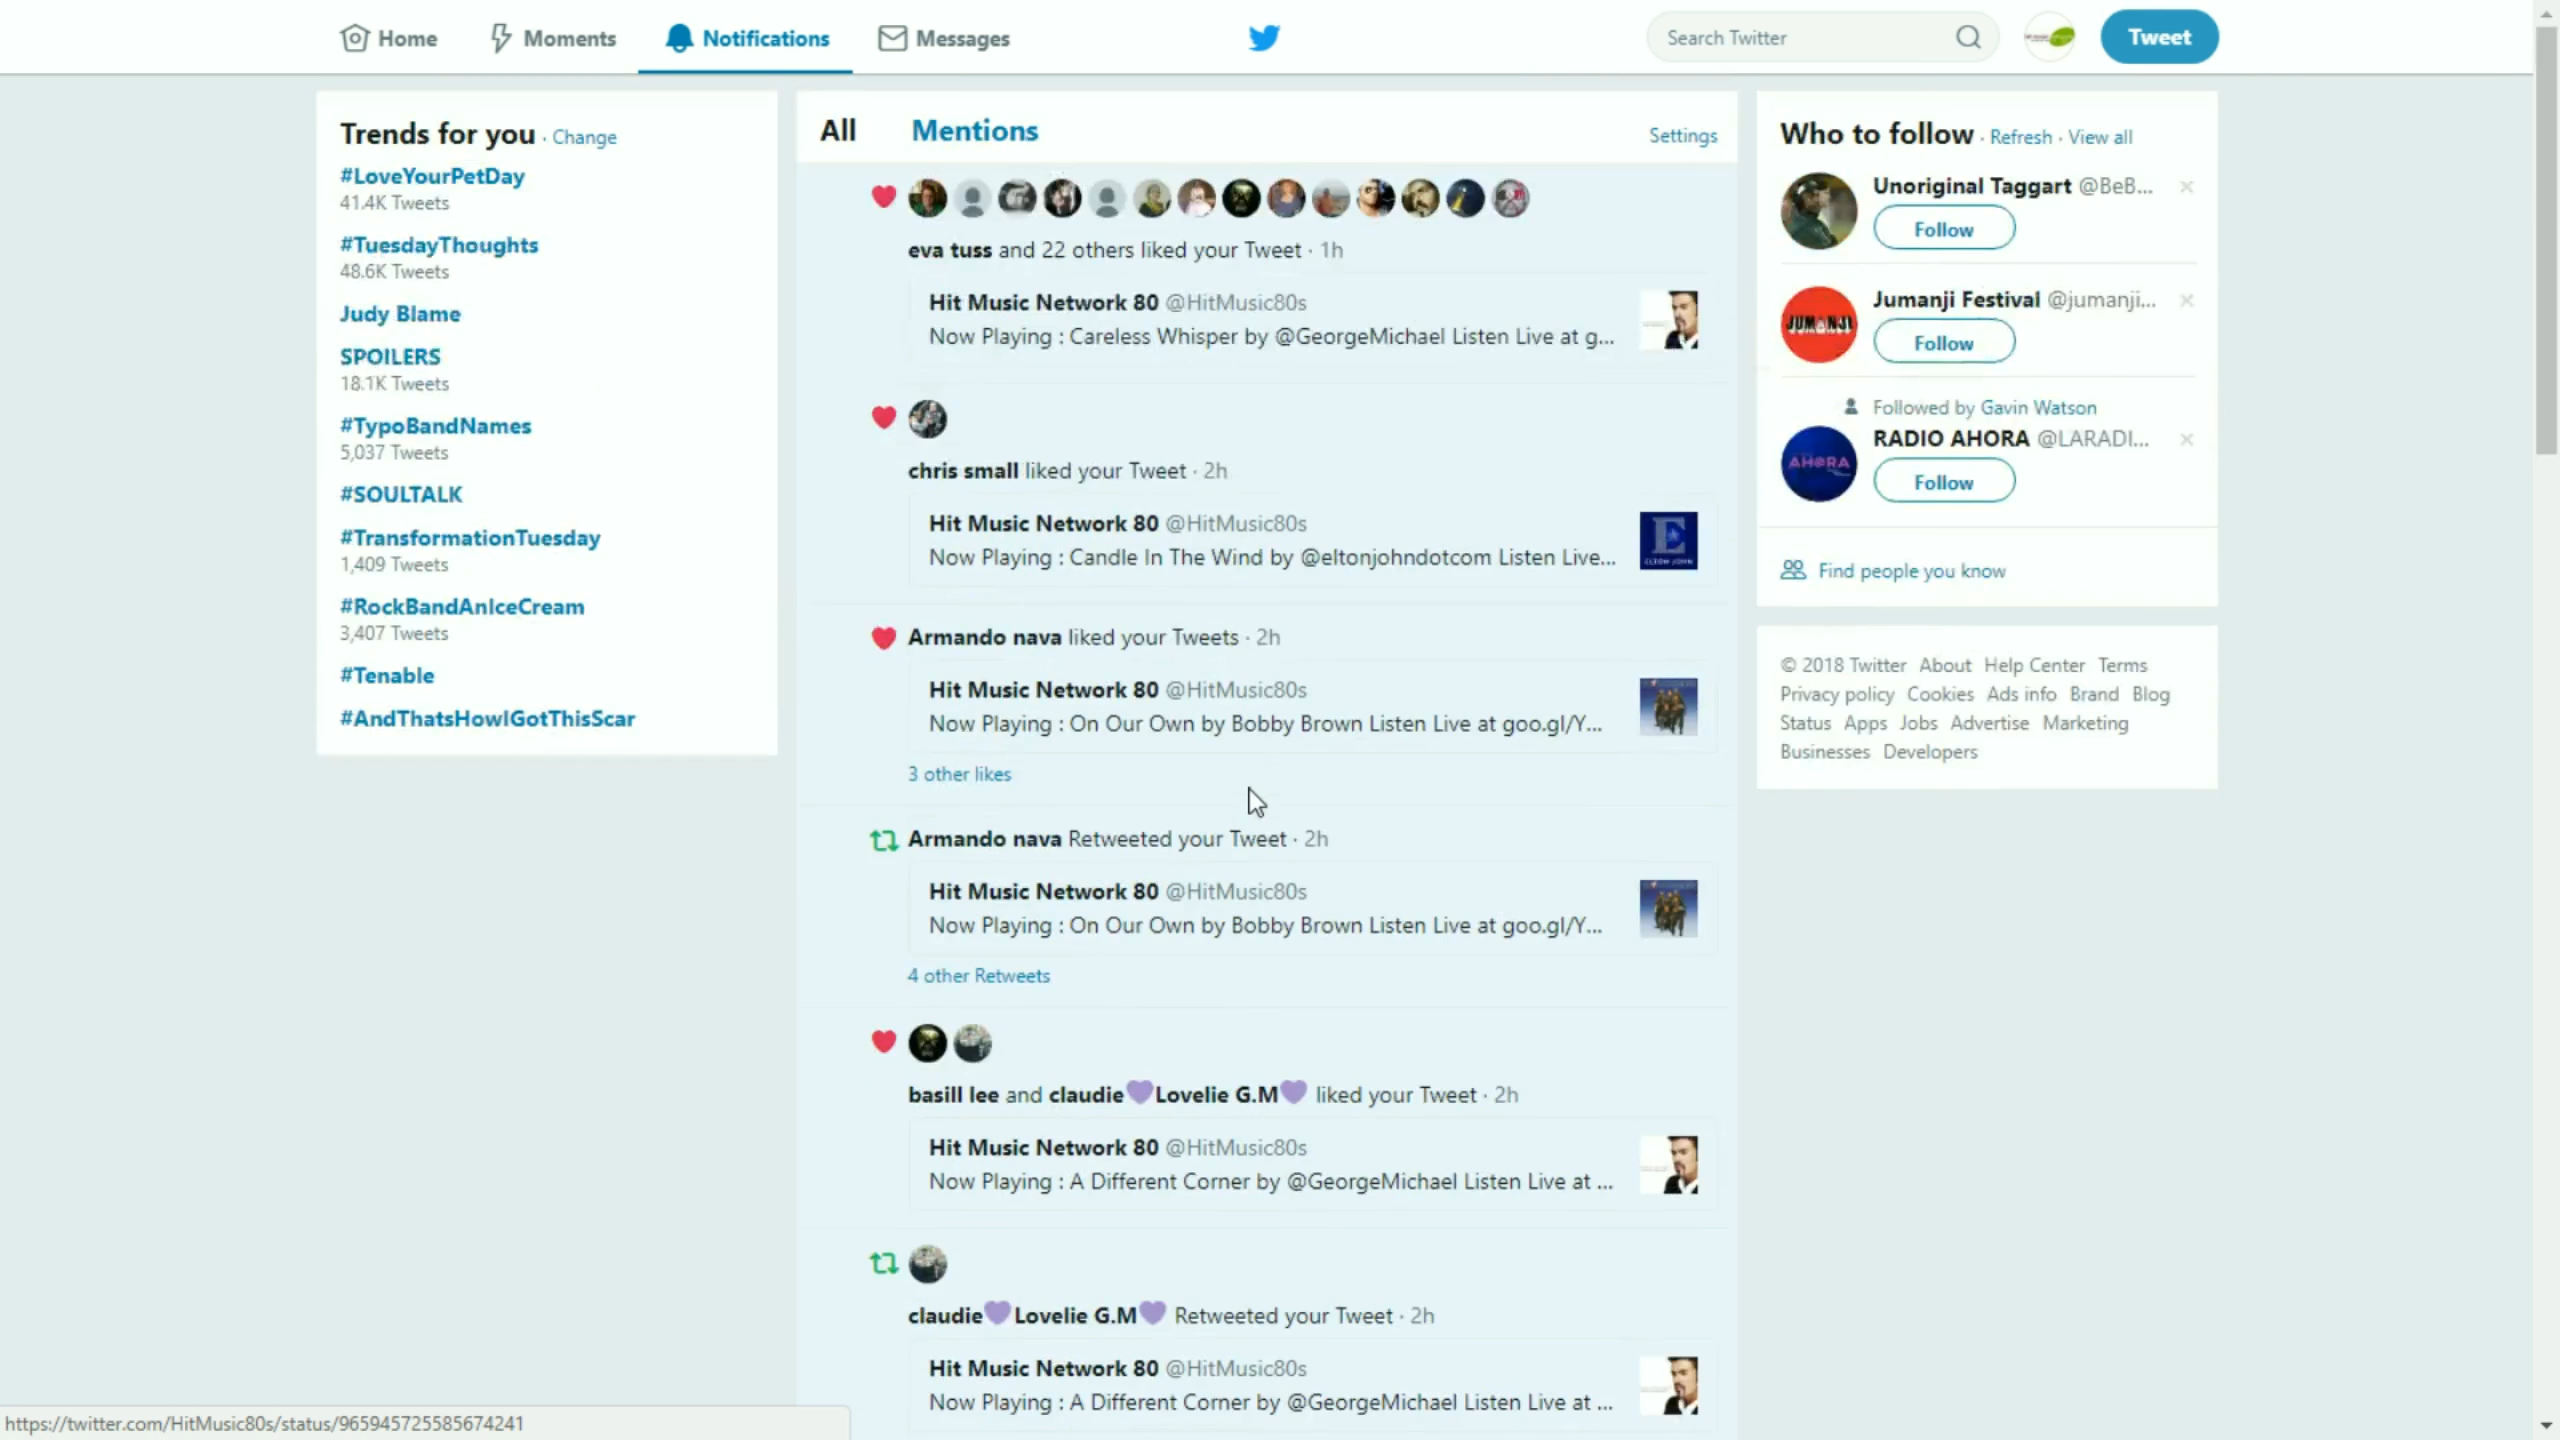 Home Moments Notifications Messages
Search Twitter
Tweet
Trends for you · Change
#LoveYourPetDay
41.4K Tweets
#TuesdayThoughts
48.6K Tweets
Judy Blame
SPOILERS
18.1K Tweets
#TypoBandNames
5,037 Tweets
#SOULTALK
#TransformationTuesday
1,409 Tweets
#RockBandAnIceCream
3,407 Tweets
#Tenable
#AndThatsHowIGotThisScar
All Mentions Settings
eva tuss and 22 others liked your Tweet · 1h
Hit Music Network 80 @HitMusic80s
Now Playing : Careless Whisper by @GeorgeMichael Listen Live at g...
chris small liked your Tweet · 2h
Hit Music Network 80 @HitMusic80s
Now Playing : Candle In The Wind by @eltonjohndotcom Listen Live...
E
ELTON JOHN
Armando nava liked your Tweets · 2h
Hit Music Network 80 @HitMusic80s
Now Playing : On Our Own by Bobby Brown Listen Live at goo.gl/Y...
3 other likes
Armando nava Retweeted your Tweet · 2h
Hit Music Network 80 @HitMusic80s
Now Playing : On Our Own by Bobby Brown Listen Live at goo.gl/Y...
4 other Retweets
basill lee and claudie💜Lovelie G.M💜 liked your Tweet · 2h
Hit Music Network 80 @HitMusic80s
Now Playing : A Different Corner by @GeorgeMichael Listen Live at ...
claudie💜Lovelie G.M💜 Retweeted your Tweet · 2h
Hit Music Network 80 @HitMusic80s
Now Playing : A Different Corner by @GeorgeMichael Listen Live at ...
Who to follow · Refresh · View all
Unoriginal Taggart @BeB...
Follow
JUMANJI
Jumanji Festival @jumanji...
Follow
Followed by Gavin Watson
AHORA
RADIO AHORA @LARADI...
Follow
Find people you know
© 2018 Twitter About Help Center Terms
Privacy policy Cookies Ads info Brand Blog
Status Apps Jobs Advertise Marketing
Businesses Developers
https://twitter.com/HitMusic80s/status/965945725585674241